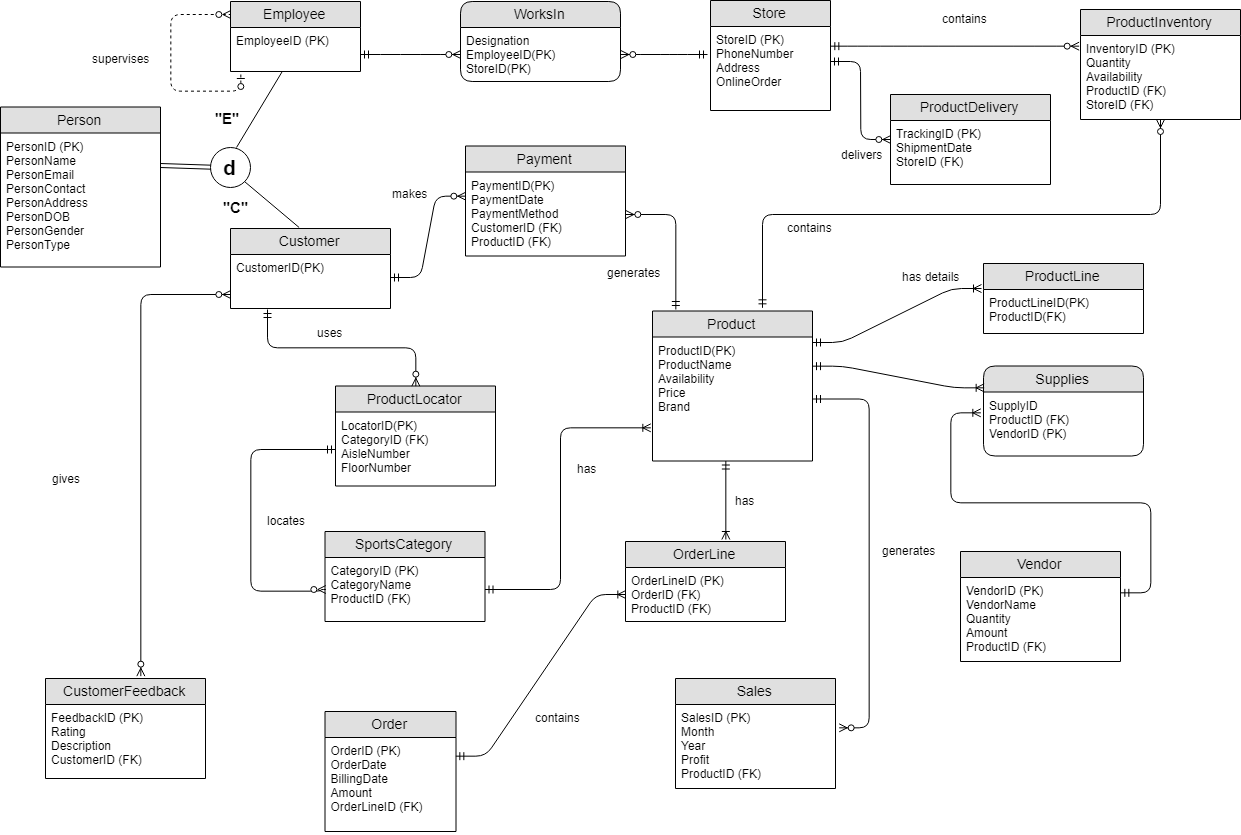 Employee
EmployeeID (PK)
supervises
WorksIn
Designation
EmployeeID(PK)
StoreID(PK)
Store
StoreID (PK)
PhoneNumber
Address
OnlineOrder
contains
ProductInventory
InventoryID (PK)
Quantity
Availability
ProductID (FK)
StoreID (FK)
ProductDelivery
TrackingID (PK)
ShipmentDate
StoreID (FK)
delivers
Person
PersonID (PK)
PersonName
PersonEmail
PersonContact
PersonAddress
PersonDOB
PersonGender
PersonType
"E"
d
"C"
Payment
PaymentID(PK)
PaymentDate
PaymentMethod
CustomerID (FK)
ProductID (FK)
makes
generates
contains
Customer
CustomerID(PK)
uses
gives
ProductLine
ProductLineID(PK)
ProductID(FK)
has details
Product
ProductID(PK)
ProductName
Availability
Price
Brand
Supplies
SupplyID
ProductID (FK)
VendorID (PK)
ProductLocator
LocatorID(PK)
CategoryID (FK)
AisleNumber
FloorNumber
locates
has
has
generates
SportsCategory
CategoryID (PK)
CategoryName
ProductID (FK)
OrderLine
OrderLineID (PK)
OrderID (FK)
ProductID (FK)
Vendor
VendorID (PK)
VendorName
Quantity
Amount
ProductID (FK)
CustomerFeedback
FeedbackID (PK)
Rating
Description
CustomerID (FK)
Order
OrderID (PK)
OrderDate
BillingDate
Amount
OrderLineID (FK)
contains
Sales
SalesID (PK)
Month
Year
Profit
ProductID (FK)